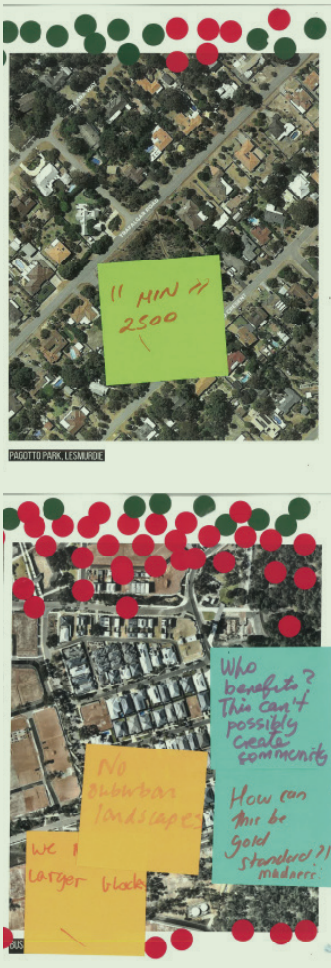 " MIN "
2500
PAGOTTO PARK, LESMURDIE
Who
benefits?
This can't
possibly
create
community
No
suburban
landscapes
How can
this be
gold
standard?!
madness!
we
Larger blocks
BUS